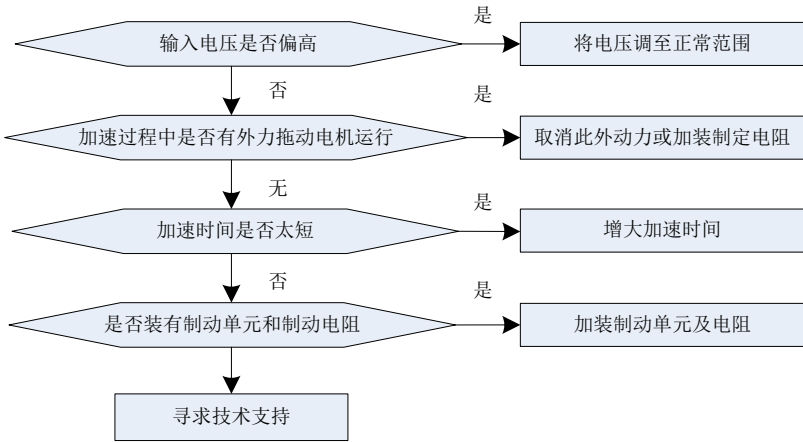 输入电压是否偏高
是
将电压调至正常范围
否
加速过程中是否有外力拖动电机运行
是
取消此外动力或加装制定电阻
无
加速时间是否太短
是
增大加速时间
否
是否装有制动单元和制动电阻
是
加装制动单元及电阻
寻求技术支持